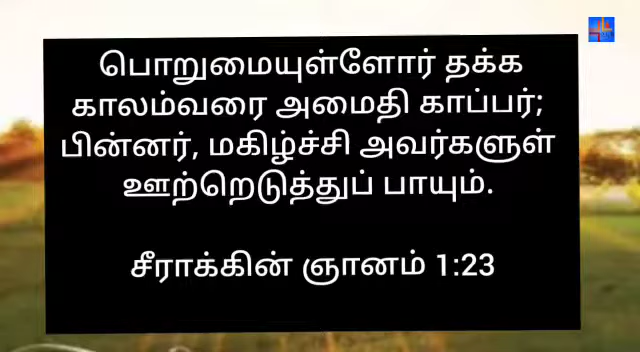 பொறுமையுள்ளோர் தக்க
காலம்வரை அமைதி காப்பர்;
பின்னர், மகிழ்ச்சி அவர்களுள்
ஊற்றெடுத்துப் பாயும்.
சீராக்கின் ஞானம் 1:23